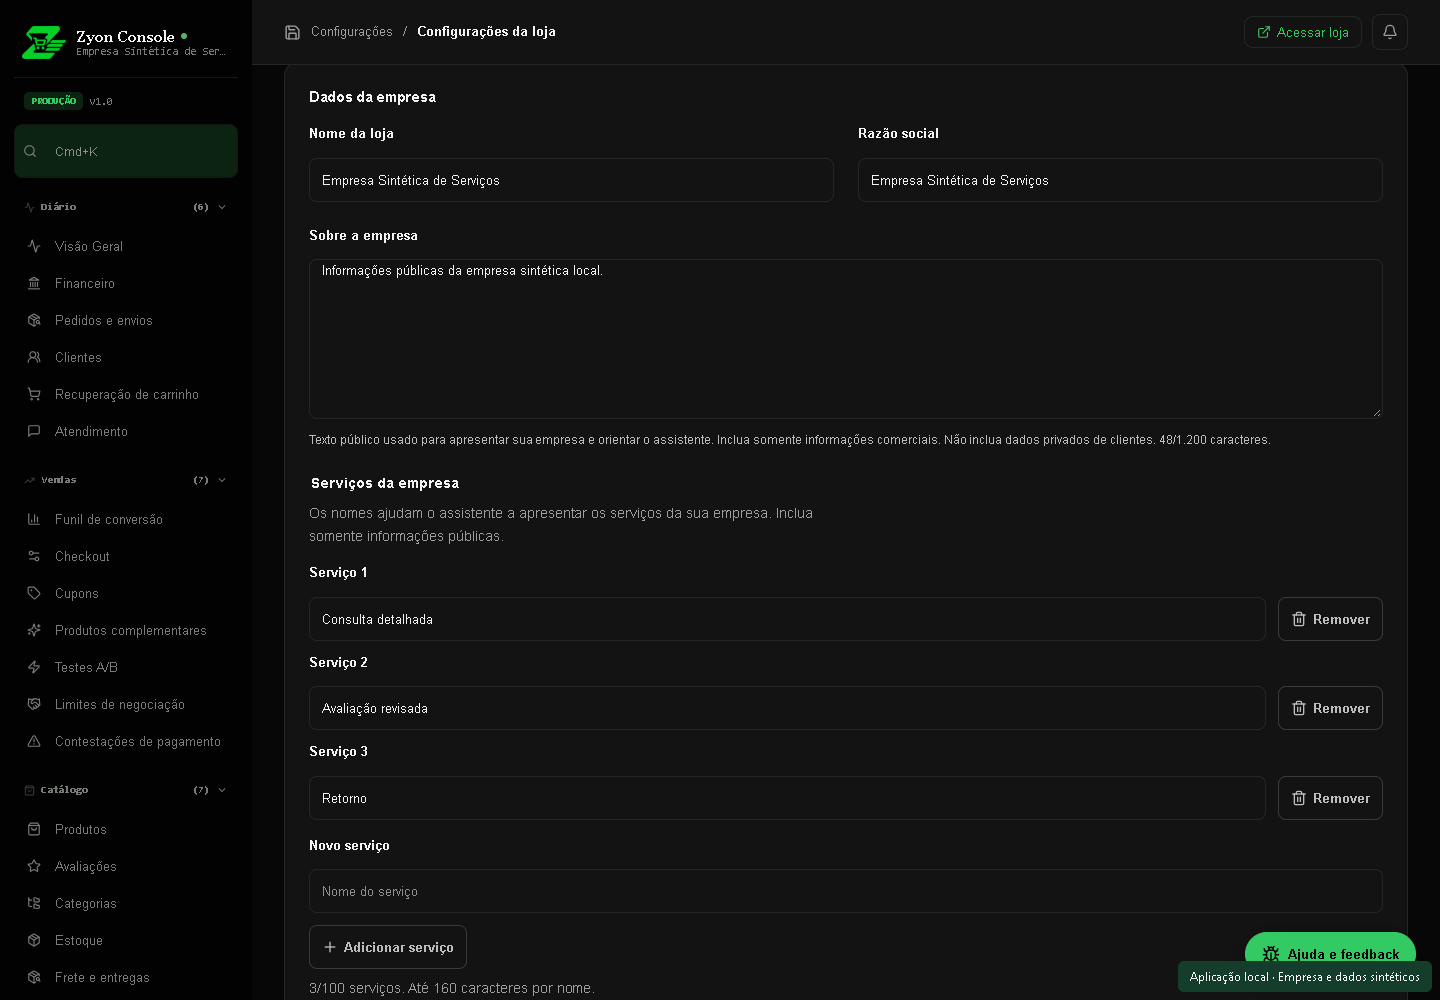 Zyon Console
Empresa Sintética de Ser…
PRODUÇÃO v1.0
Cmd+K
Diário (6)
Visão Geral
Financeiro
Pedidos e envios
Clientes
Recuperação de carrinho
Atendimento
Vendas (7)
Funil de conversão
Checkout
Cupons
Produtos complementares
Testes A/B
Limites de negociação
Contestações de pagamento
Catálogo (7)
Produtos
Avaliações
Categorias
Estoque
Frete e entregas
Configurações / Configurações da loja
Acessar loja
Dados da empresa
Nome da loja
Razão social
Empresa Sintética de Serviços
Empresa Sintética de Serviços
Sobre a empresa
Informações públicas da empresa sintética local.
Texto público usado para apresentar sua empresa e orientar o assistente. Inclua somente informações comerciais. Não inclua dados privados de clientes. 48/1.200 caracteres.
Serviços da empresa
Os nomes ajudam o assistente a apresentar os serviços da sua empresa. Inclua
somente informações públicas.
Serviço 1
Consulta detalhada
Remover
Serviço 2
Avaliação revisada
Remover
Serviço 3
Retorno
Remover
Novo serviço
Nome do serviço
Adicionar serviço
3/100 serviços. Até 160 caracteres por nome.
Ajuda e feedback
Aplicação local · Empresa e dados sintéticos